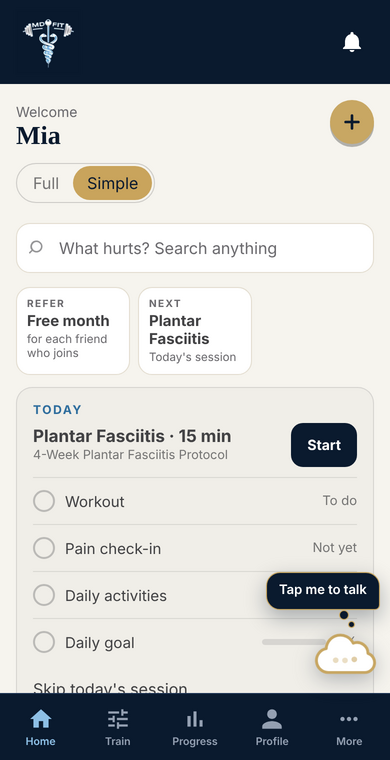 MD FIT
Welcome
Mia
+
Full Simple
What hurts? Search anything
REFER
Free month
for each friend
who joins
NEXT
Plantar
Fasciitis
Today's session
TODAY
Plantar Fasciitis · 15 min
4-Week Plantar Fasciitis Protocol
Start
Workout To do
Pain check-in Not yet
Tap me to talk
Daily activities
Daily goal
Skip today's session
Home Train Progress Profile More